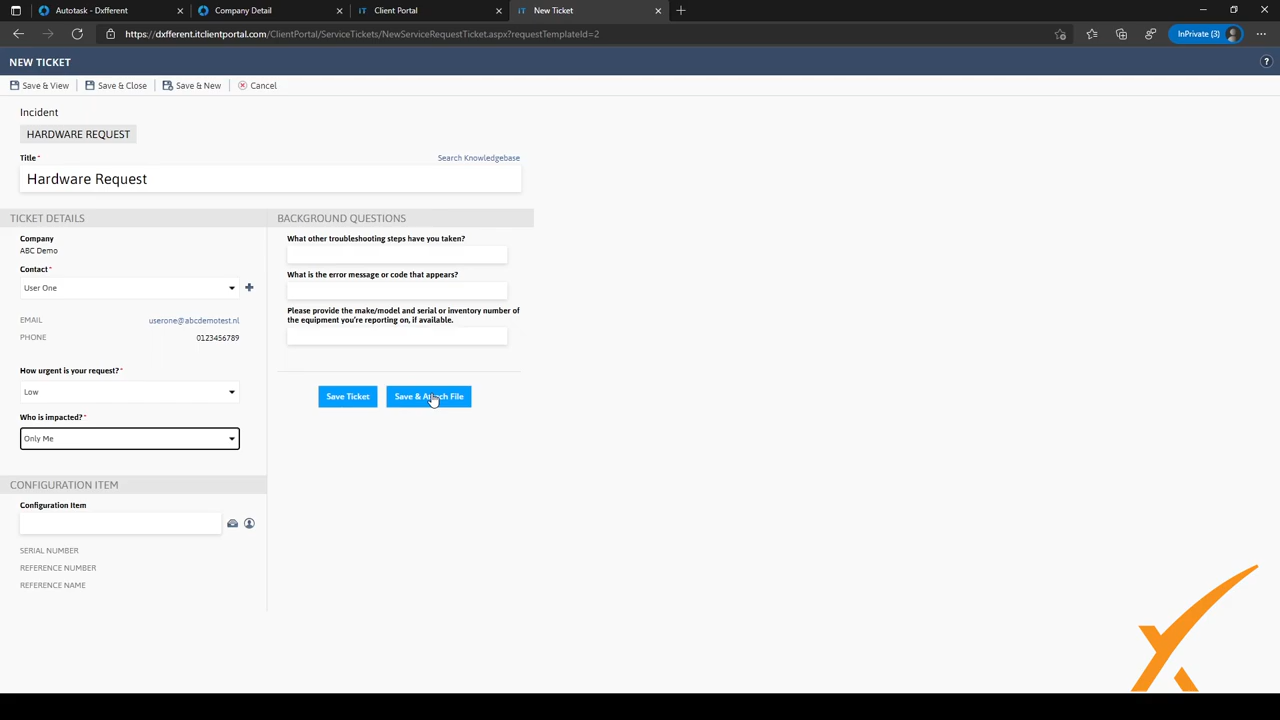 Autotask - Dxfferent
Company Detail
Client Portal
New Ticket
https://dxfferent.itclientportal.com/ClientPortal/ServiceTickets/NewServiceRequestTicket.aspx?requestTemplateId=2
InPrivate (3)
NEW TICKET
Save & View
Save & Close
Save & New
Cancel
Incident
HARDWARE REQUEST
Title *
Search Knowledgebase
Hardware Request
TICKET DETAILS
Company
ABC Demo
Contact *
User One
EMAIL
userone@abcdemotest.nl
PHONE
0123456789
How urgent is your request? *
Low
Who is impacted? *
Only Me
CONFIGURATION ITEM
Configuration Item
SERIAL NUMBER
REFERENCE NUMBER
REFERENCE NAME
BACKGROUND QUESTIONS
What other troubleshooting steps have you taken?
What is the error message or code that appears?
Please provide the make/model and serial or inventory number of
the equipment you're reporting on, if available.
Save Ticket
Save & Attach File